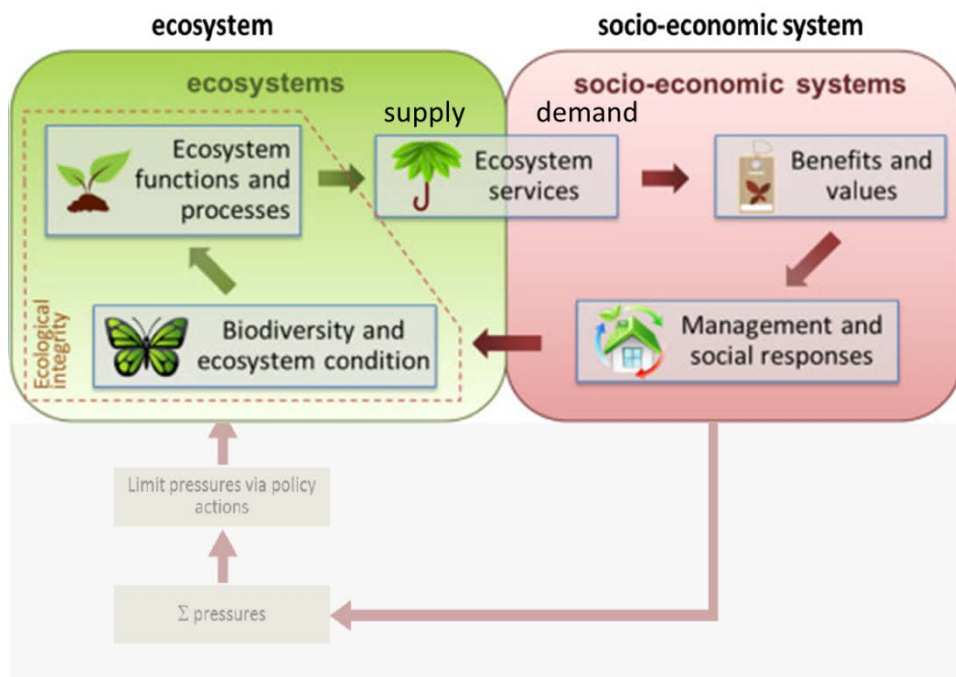 ecosystem
socio-economic system
ecosystems
socio-economic systems
supply
demand
Ecosystem
functions and
processes
Ecosystem
services
Benefits and
values
Ecological
integrity
Biodiversity and
ecosystem condition
Management and
social responses
Limit pressures via policy
actions
Σ pressures